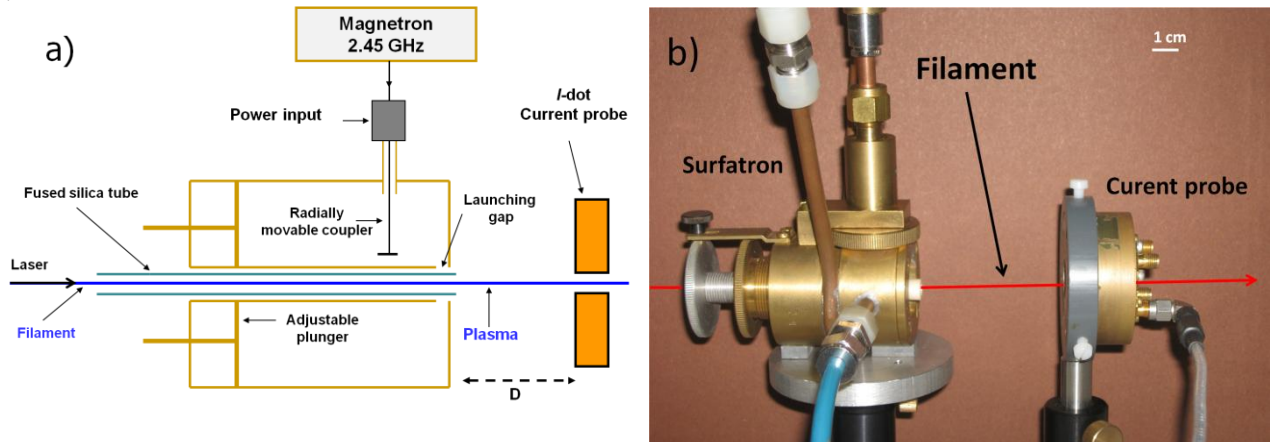 a)
Magnetron
2.45 GHz
Power input
I-dot
Current probe
Fused silica tube
Radially
movable coupler
Launching
gap
Laser
Filament
Adjustable
plunger
Plasma
D
b)
1 cm
Filament
Surfatron
Curent probe